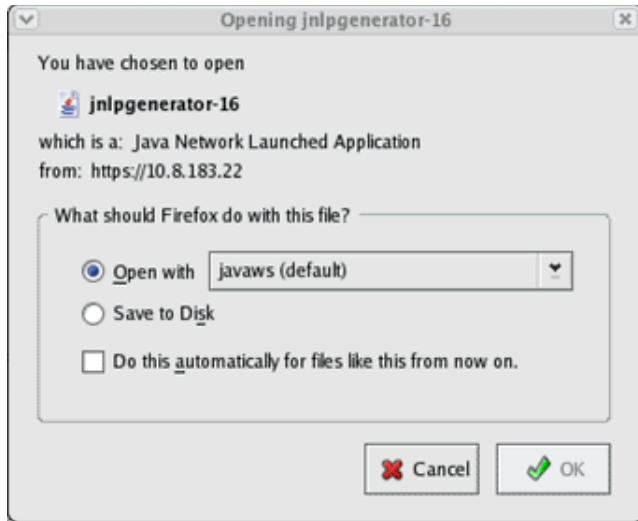 Opening jnlpgenerator-16
You have chosen to open
jnlpgenerator-16
which is a: Java Network Launched Application
from: https://10.8.183.22
What should Firefox do with this file?
Open with javaws (default)
Save to Disk
Do this automatically for files like this from now on.
Cancel OK